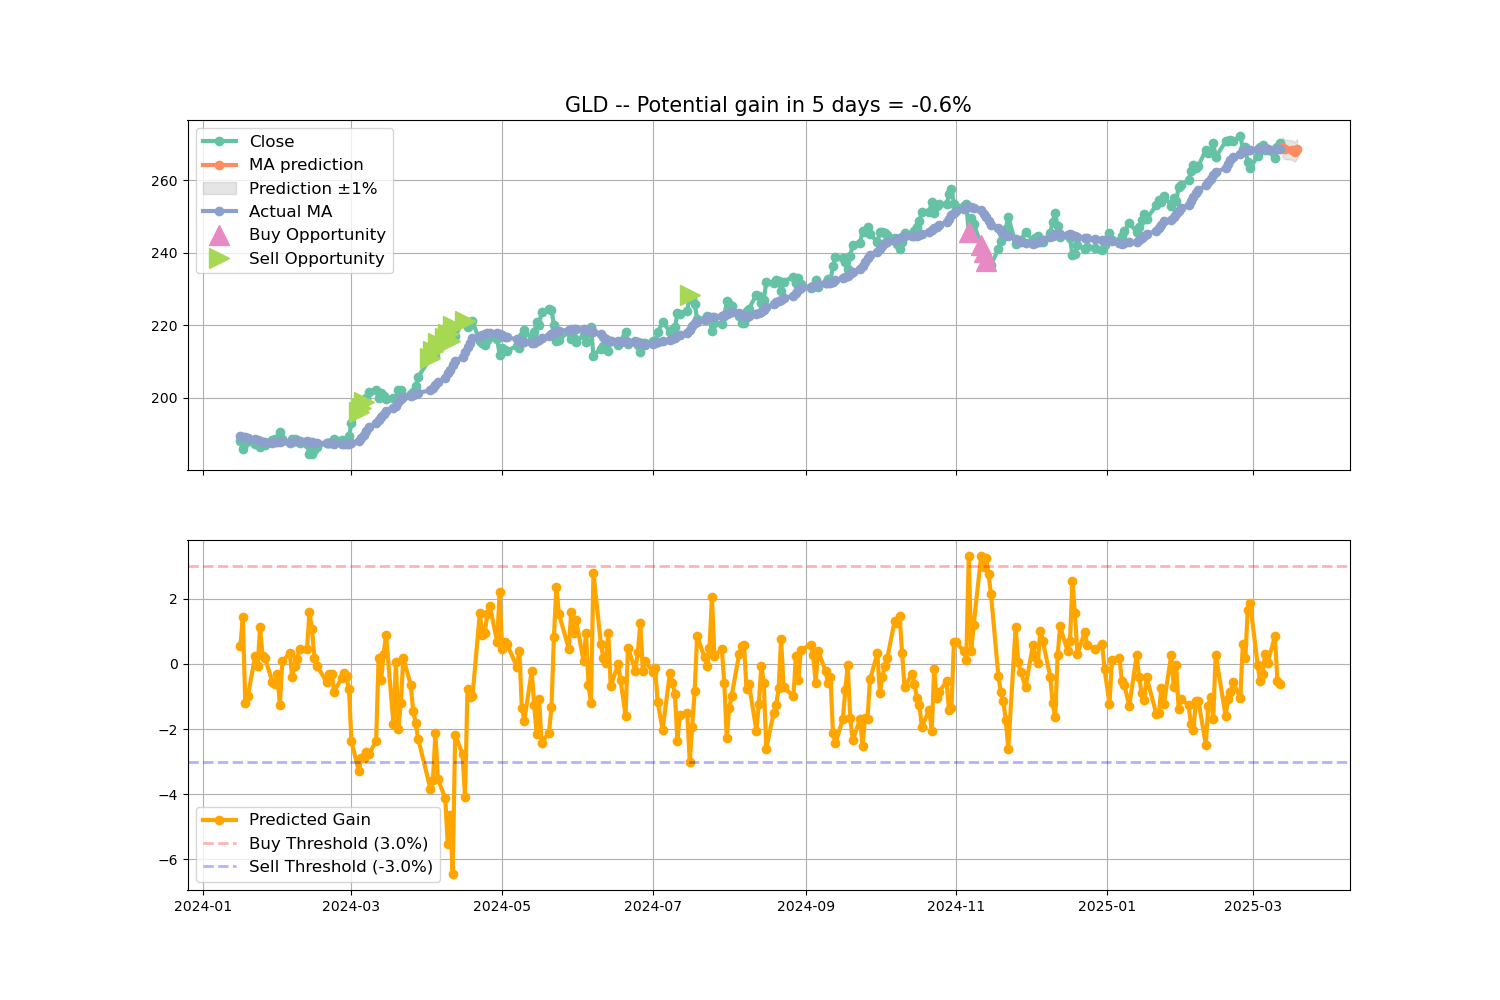 GLD -- Potential gain in 5 days = -0.6%
Close
MA prediction
Prediction ±1%
Actual MA
Buy Opportunity
Sell Opportunity
260
240
220
200
2
0
−2
−4
−6
Predicted Gain
Buy Threshold (3.0%)
Sell Threshold (-3.0%)
2024-01 2024-03 2024-05 2024-07 2024-09 2024-11 2025-01 2025-03